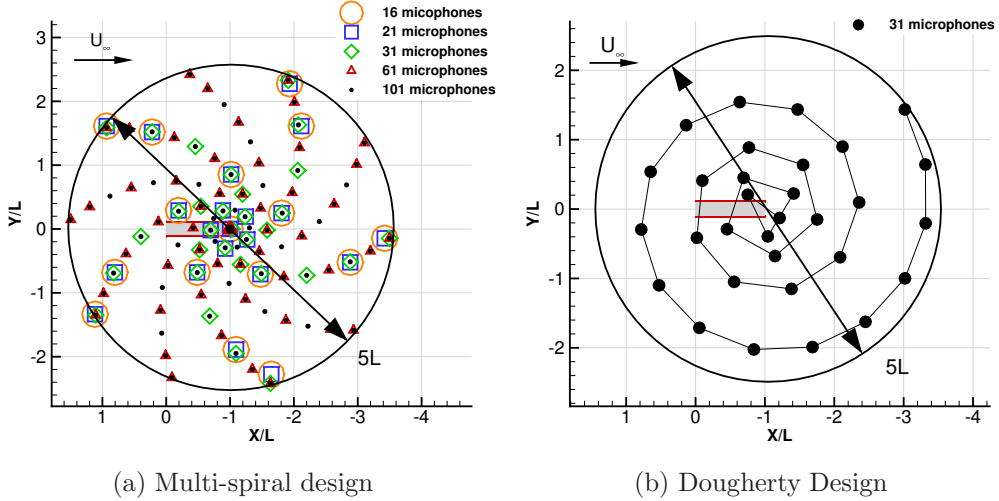 16 micophones
21 microphones
31 microphones
61 microphones
101 microphones
U∞
3
2
1
0
-1
-2
Y/L
5L
1 0 -1 -2 -3 -4
X/L
(a) Multi-spiral design
31 microphones
U∞
2
1
0
-1
-2
Y/L
5L
1 0 -1 -2 -3 -4
X/L
(b) Dougherty Design